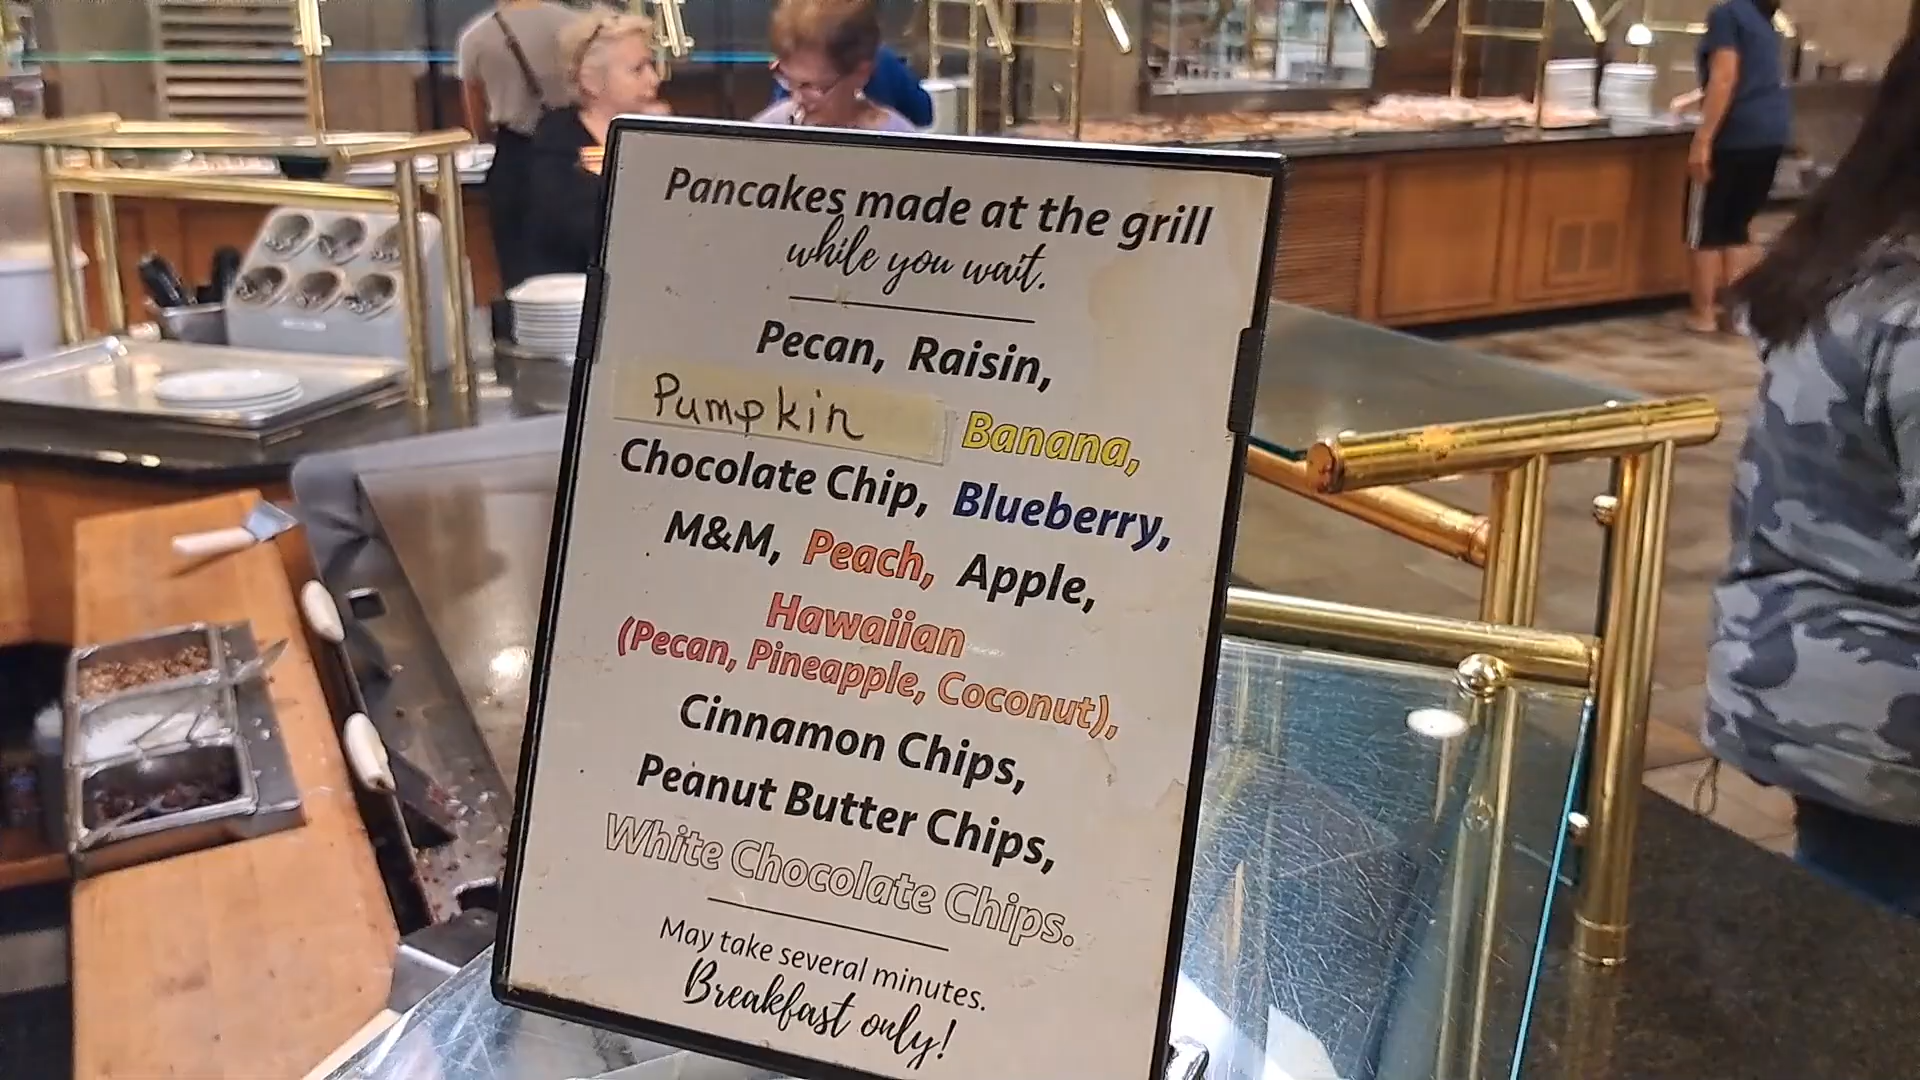 Pancakes made at the grill
while you wait.
Pecan, Raisin,
Pumpkin Banana,
Chocolate Chip, Blueberry,
M&M, Peach, Apple,
Hawaiian
(Pecan, Pineapple, Coconut),
Cinnamon Chips,
Peanut Butter Chips,
White Chocolate Chips.
May take several minutes.
Breakfast only!